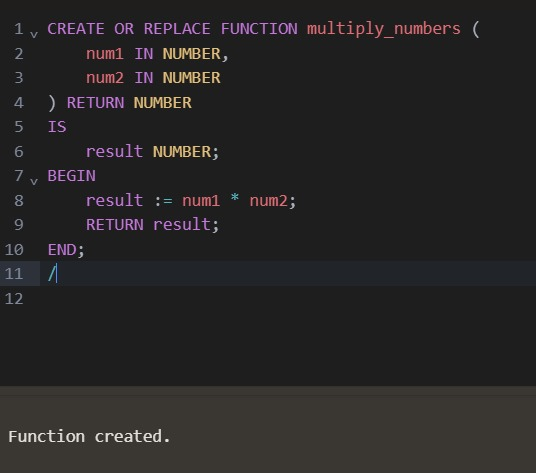 1 CREATE OR REPLACE FUNCTION multiply_numbers (
2     num1 IN NUMBER,
3     num2 IN NUMBER
4 ) RETURN NUMBER
5 IS
6     result NUMBER;
7 BEGIN
8     result := num1 * num2;
9     RETURN result;
10 END;
11 /
12
Function created.